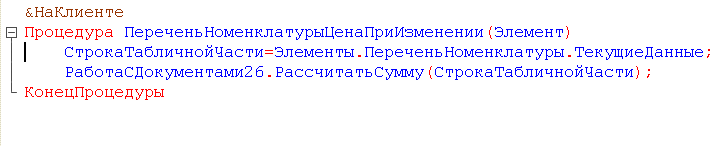 &НаКлиенте
Процедура ПереченьНоменклатурыЦенаПриИзменении(Элемент)
СтрокаТабличнойЧасти=Элементы.ПереченьНоменклатуры.ТекущиеДанные;
РаботаСДокументами26.РассчитатьСумму(СтрокаТабличнойЧасти);
КонецПроцедуры